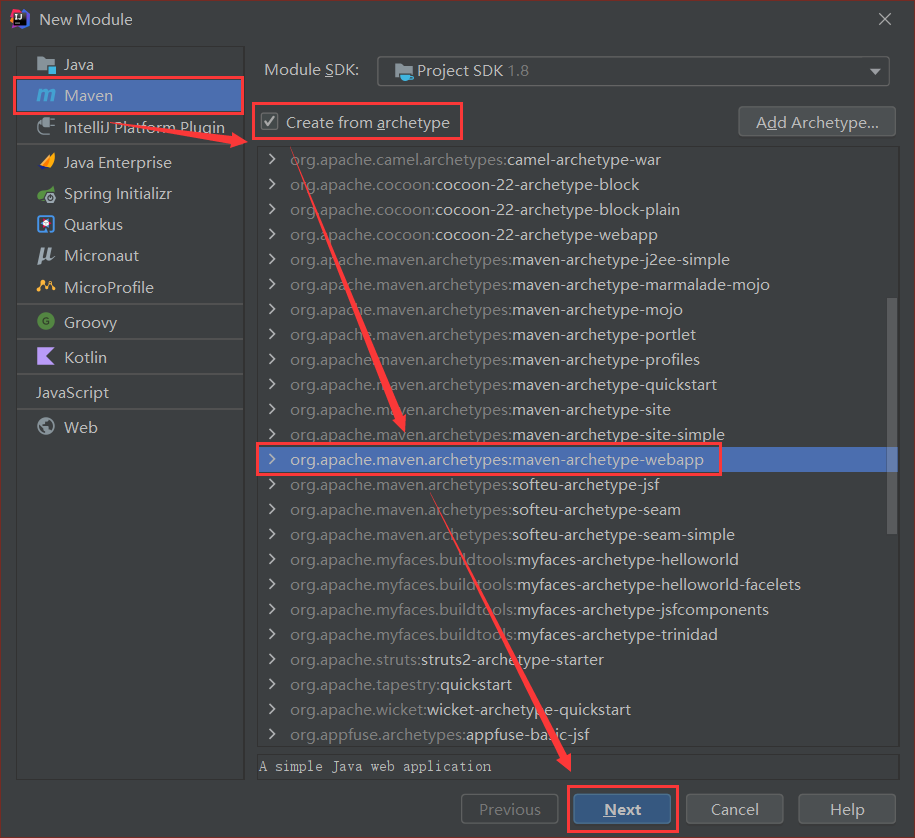 New Module
Java
Maven
IntelliJ Platform Plugin
Java Enterprise
Spring Initializr
Quarkus
Micronaut
MicroProfile
Groovy
Kotlin
JavaScript
Web
Module SDK: Project SDK 1.8
Create from archetype
Add Archetype...
org.apache.camel.archetypes:camel-archetype-war
org.apache.cocoon:cocoon-22-archetype-block
org.apache.cocoon:cocoon-22-archetype-block-plain
org.apache.cocoon:cocoon-22-archetype-webapp
org.apache.maven.archetypes:maven-archetype-j2ee-simple
org.apache.maven.archetypes:maven-archetype-marmalade-mojo
org.apache.maven.archetypes:maven-archetype-mojo
org.apache.maven.archetypes:maven-archetype-portlet
org.apache.maven.archetypes:maven-archetype-profiles
org.apache.maven.archetypes:maven-archetype-quickstart
org.apache.maven.archetypes:maven-archetype-site
org.apache.maven.archetypes:maven-archetype-site-simple
org.apache.maven.archetypes:maven-archetype-webapp
org.apache.maven.archetypes:softeu-archetype-jsf
org.apache.maven.archetypes:softeu-archetype-seam
org.apache.maven.archetypes:softeu-archetype-seam-simple
org.apache.myfaces.buildtools:myfaces-archetype-helloworld
org.apache.myfaces.buildtools:myfaces-archetype-helloworld-facelets
org.apache.myfaces.buildtools:myfaces-archetype-jsfcomponents
org.apache.myfaces.buildtools:myfaces-archetype-trinidad
org.apache.struts:struts2-archetype-starter
org.apache.tapestry:quickstart
org.apache.wicket:wicket-archetype-quickstart
org.appfuse.archetypes:appfuse-basic-jsf
A simple Java web application
Previous
Next
Cancel
Help